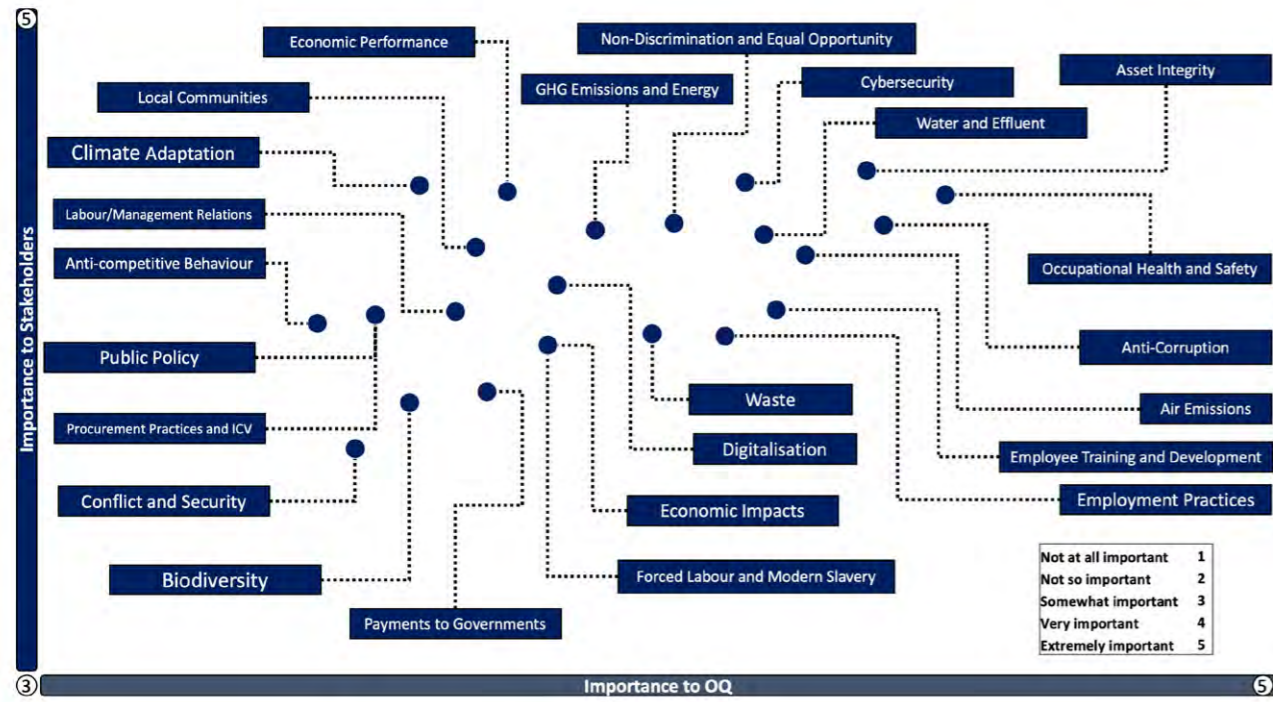 5
Economic Performance
Non-Discrimination and Equal Opportunity
Asset Integrity
Local Communities
GHG Emissions and Energy
Cybersecurity
Water and Effluent
Climate Adaptation
Labour/Management Relations
Anti-competitive Behaviour
Occupational Health and Safety
Public Policy
Anti-Corruption
Waste
Air Emissions
Procurement Practices and ICV
Digitalisation
Employee Training and Development
Conflict and Security
Economic Impacts
Employment Practices
Biodiversity
Forced Labour and Modern Slavery
Payments to Governments
Importance to Stakeholders
Not at all important 1
Not so important 2
Somewhat important 3
Very important 4
Extremely important 5
3
Importance to OQ
5